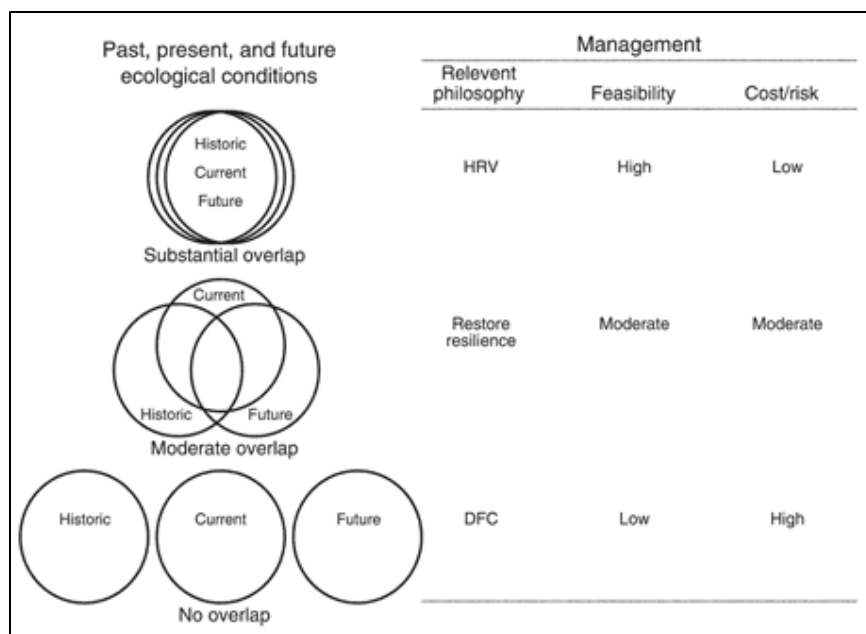 Past, present, and future
ecological conditions
Management
Relevent
philosophy
Feasibility
Cost/risk
Historic
Current
Future
Substantial overlap
HRV
High
Low
Current
Historic
Future
Moderate overlap
Restore
resilience
Moderate
Moderate
Historic
Current
Future
No overlap
DFC
Low
High